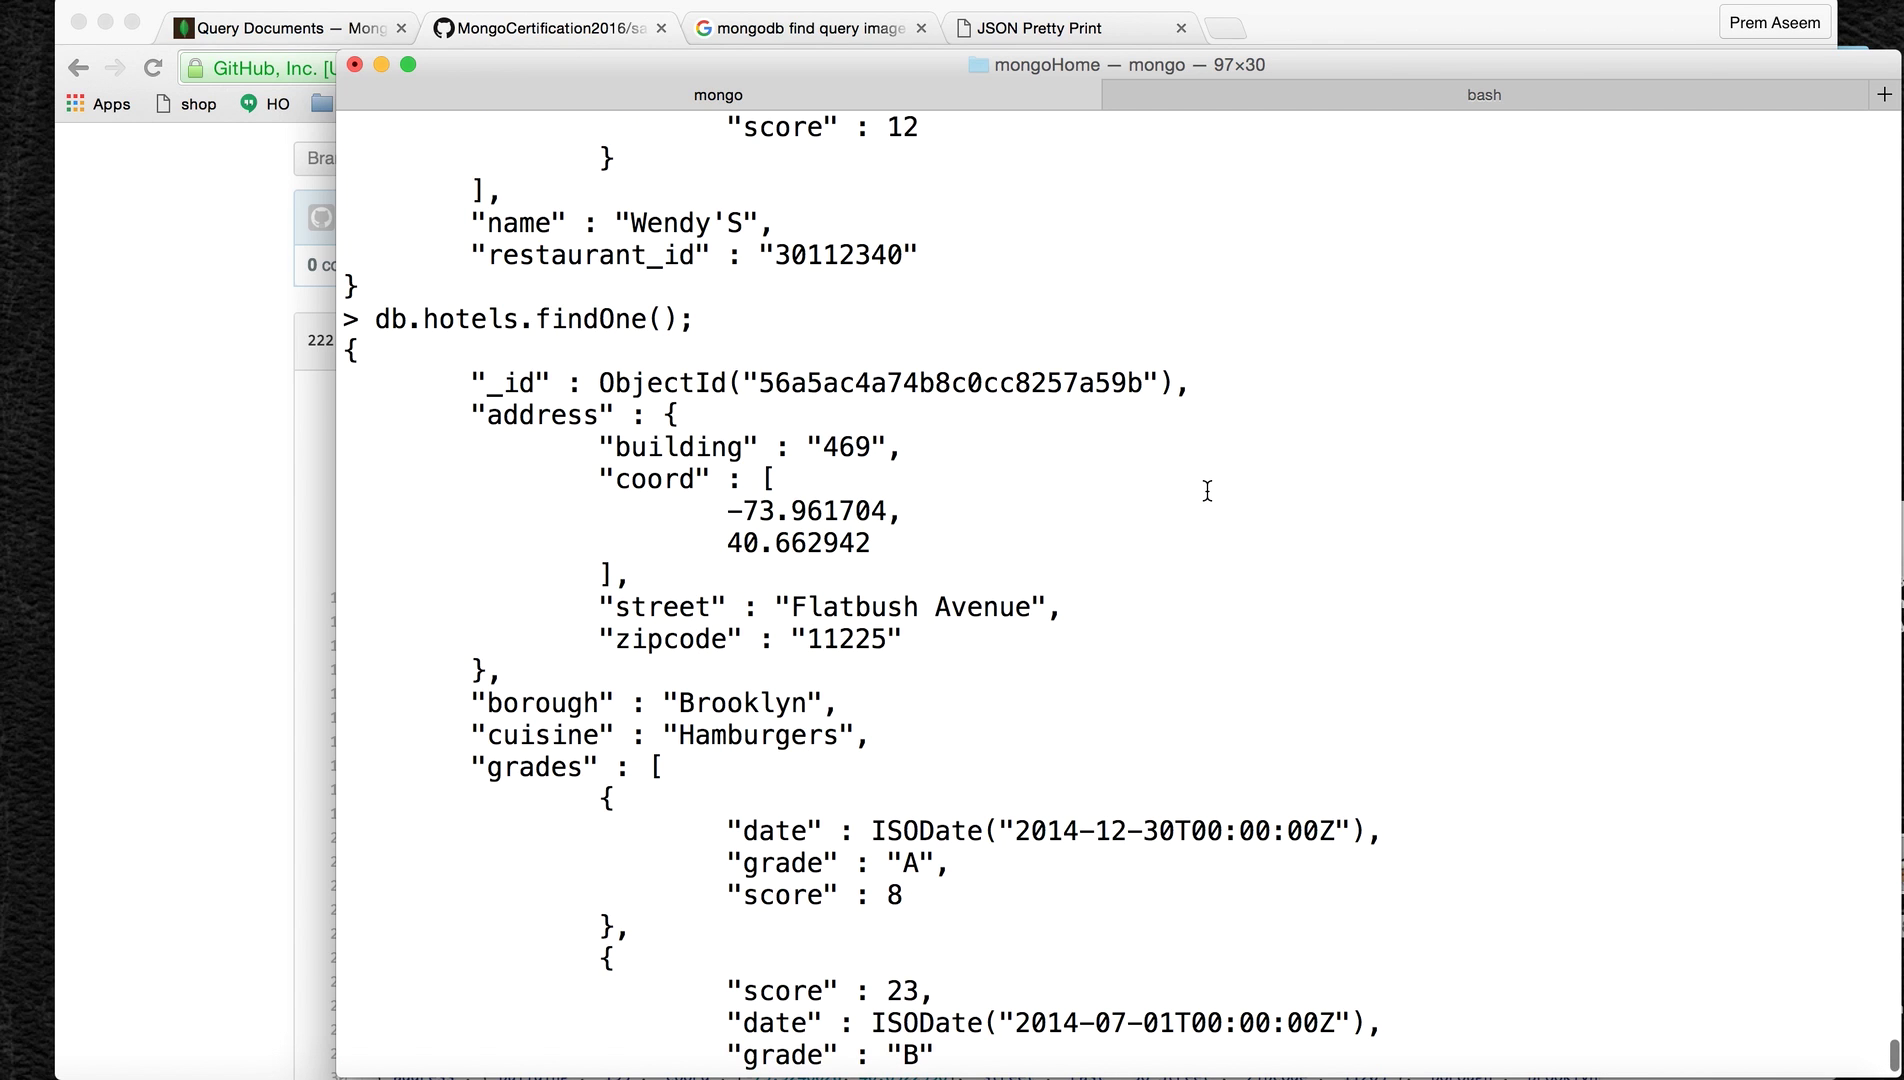 Query Documents — Mong
MongoCertification2016/sa
mongodb find query image
JSON Pretty Print
Prem Aseem
GitHub, Inc. [U
mongoHome — mongo — 97×30
Apps
shop
HO
mongo
bash
+
Bra
0 co
222
"score" : 12
}
],
"name" : "Wendy'S",
"restaurant_id" : "30112340"
}
> db.hotels.findOne();
{
"_id" : ObjectId("56a5ac4a74b8c0cc8257a59b"),
"address" : {
"building" : "469",
"coord" : [
-73.961704,
40.662942
],
"street" : "Flatbush Avenue",
"zipcode" : "11225"
},
"borough" : "Brooklyn",
"cuisine" : "Hamburgers",
"grades" : [
{
"date" : ISODate("2014-12-30T00:00:00Z"),
"grade" : "A",
"score" : 8
},
{
"score" : 23,
"date" : ISODate("2014-07-01T00:00:00Z"),
"grade" : "B"